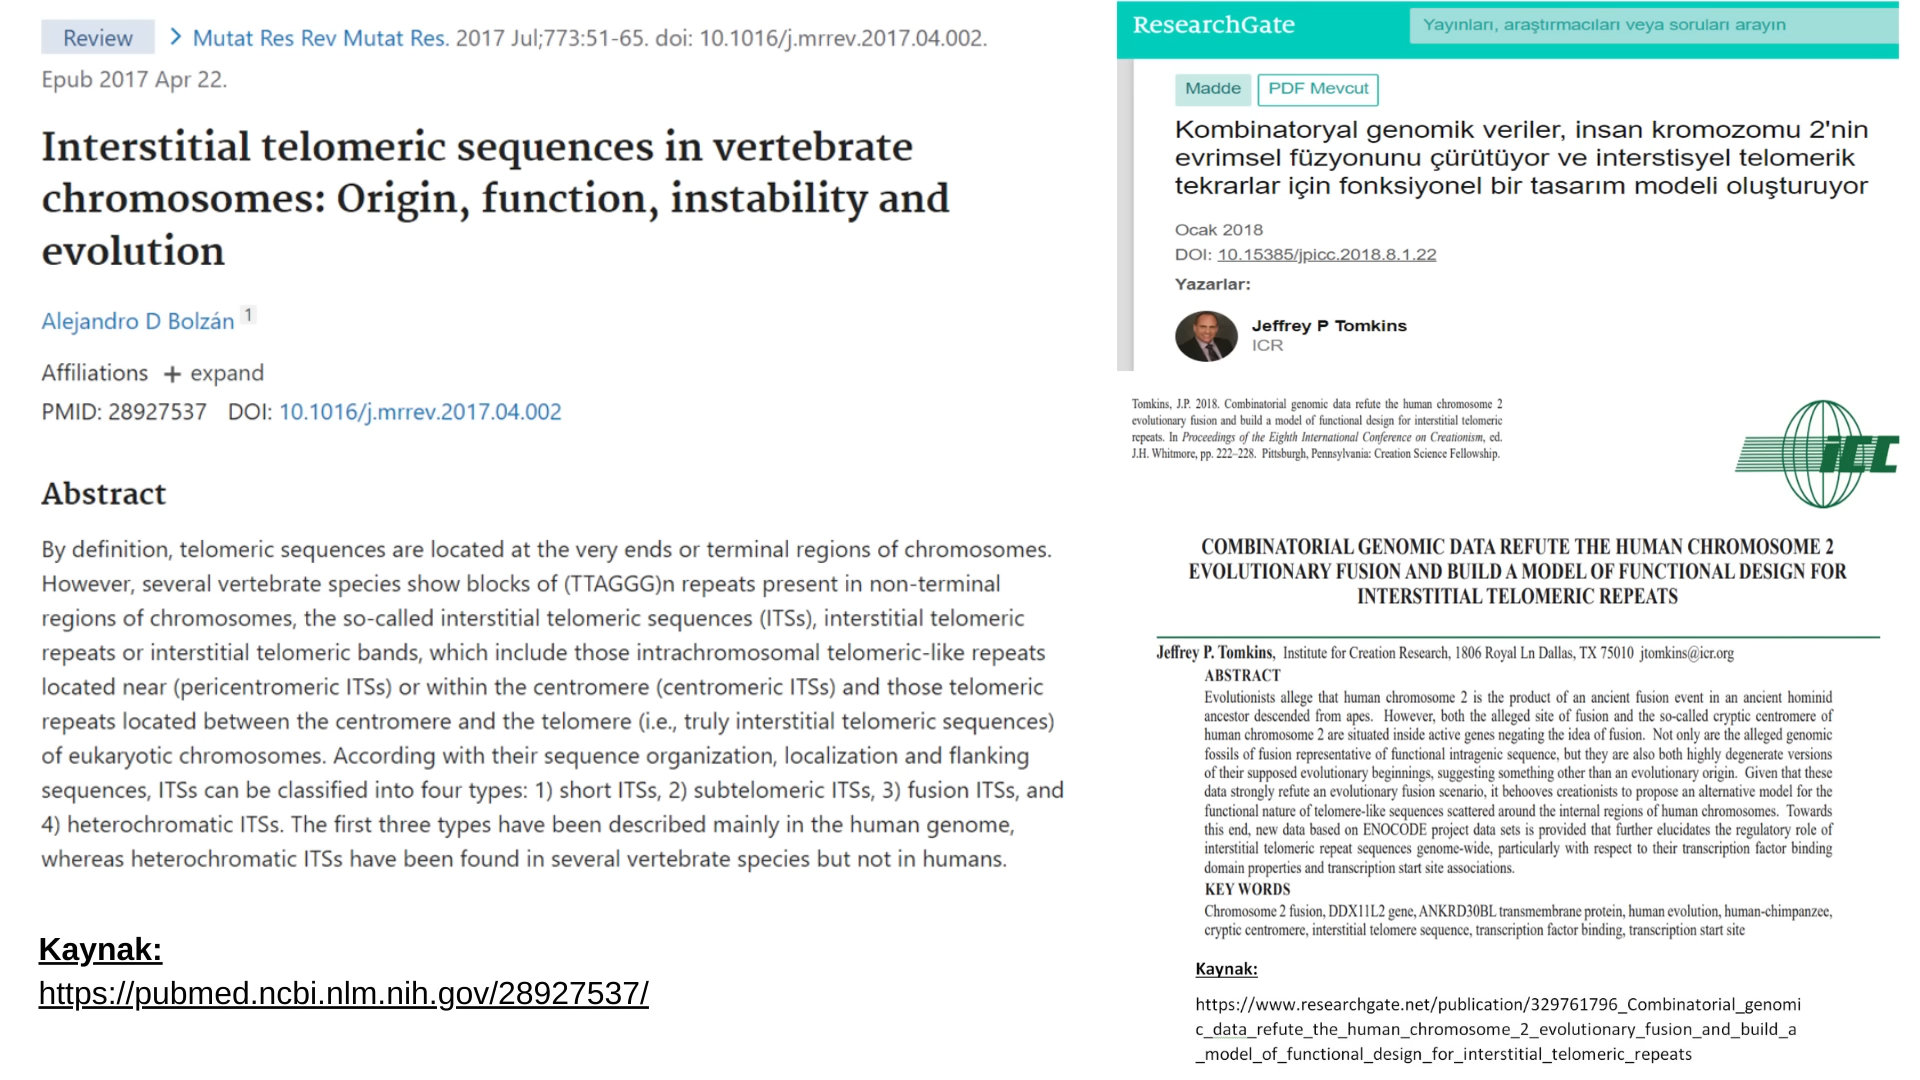 Review > Mutat Res Rev Mutat Res. 2017 Jul;773:51-65. doi: 10.1016/j.mrrev.2017.04.002.
Epub 2017 Apr 22.
Interstitial telomeric sequences in vertebrate
chromosomes: Origin, function, instability and
evolution
Alejandro D Bolzán 1
Affiliations + expand
PMID: 28927537 DOI: 10.1016/j.mrrev.2017.04.002
Abstract
By definition, telomeric sequences are located at the very ends or terminal regions of chromosomes.
However, several vertebrate species show blocks of (TTAGGG)n repeats present in non-terminal
regions of chromosomes, the so-called interstitial telomeric sequences (ITSs), interstitial telomeric
repeats or interstitial telomeric bands, which include those intrachromosomal telomeric-like repeats
located near (pericentromeric ITSs) or within the centromere (centromeric ITSs) and those telomeric
repeats located between the centromere and the telomere (i.e., truly interstitial telomeric sequences)
of eukaryotic chromosomes. According with their sequence organization, localization and flanking
sequences, ITSs can be classified into four types: 1) short ITSs, 2) subtelomeric ITSs, 3) fusion ITSs, and
4) heterochromatic ITSs. The first three types have been described mainly in the human genome,
whereas heterochromatic ITSs have been found in several vertebrate species but not in humans.
Kaynak:
https://pubmed.ncbi.nlm.nih.gov/28927537/
ResearchGate
Yayınları, araştırmacıları veya soruları arayın
Madde PDF Mevcut
Kombinatoryal genomik veriler, insan kromozomu 2'nin
evrimsel füzyonunu çürütüyor ve interstisyel telomerik
tekrarlar için fonksiyonel bir tasarım modeli oluşturuyor
Ocak 2018
DOI: 10.15385/jpicc.2018.8.1.22
Yazarlar:
Jeffrey P Tomkins
ICR
Tomkins, J.P. 2018. Combinatorial genomic data refute the human chromosome 2
evolutionary fusion and build a model of functional design for interstitial telomeric
repeats. In Proceedings of the Eighth International Conference on Creationism, ed.
J.H. Whitmore, pp. 222–228. Pittsburgh, Pennsylvania: Creation Science Fellowship.
iCC
COMBINATORIAL GENOMIC DATA REFUTE THE HUMAN CHROMOSOME 2
EVOLUTIONARY FUSION AND BUILD A MODEL OF FUNCTIONAL DESIGN FOR
INTERSTITIAL TELOMERIC REPEATS
Jeffrey P. Tomkins, Institute for Creation Research, 1806 Royal Ln Dallas, TX 75010 jtomkins@icr.org
ABSTRACT
Evolutionists allege that human chromosome 2 is the product of an ancient fusion event in an ancient hominid
ancestor descended from apes. However, both the alleged site of fusion and the so-called cryptic centromere of
human chromosome 2 are situated inside active genes negating the idea of fusion. Not only are the alleged genomic
fossils of fusion representative of functional intragenic sequence, but they are also both highly degenerate versions
of their supposed evolutionary beginnings, suggesting something other than an evolutionary origin. Given that these
data strongly refute an evolutionary fusion scenario, it behooves creationists to propose an alternative model for the
functional nature of telomere-like sequences scattered around the internal regions of human chromosomes. Towards
this end, new data based on ENOCODE project data sets is provided that further elucidates the regulatory role of
interstitial telomeric repeat sequences genome-wide, particularly with respect to their transcription factor binding
domain properties and transcription start site associations.
KEY WORDS
Chromosome 2 fusion, DDX11L2 gene, ANKRD30BL transmembrane protein, human evolution, human-chimpanzee,
cryptic centromere, interstitial telomere sequence, transcription factor binding, transcription start site
Kaynak:
https://www.researchgate.net/publication/329761796_Combinatorial_genomi
c_data_refute_the_human_chromosome_2_evolutionary_fusion_and_build_a
_model_of_functional_design_for_interstitial_telomeric_repeats